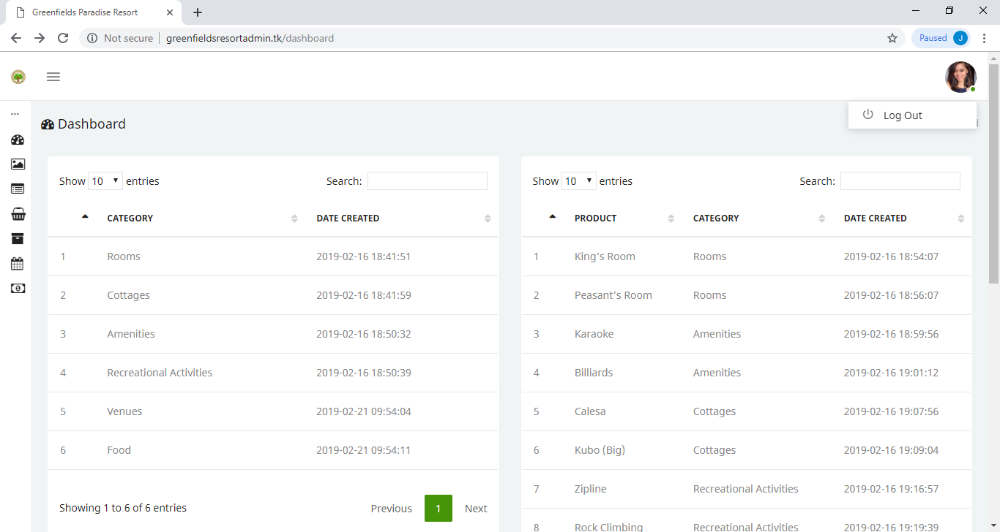 Greenfields Paradise Resort
Not secure greenfieldsresortadmin.tk/dashboard Paused J
Log Out
Dashboard
Show 10 entries Search:
CATEGORY DATE CREATED
1 Rooms 2019-02-16 18:41:51
2 Cottages 2019-02-16 18:41:59
3 Amenities 2019-02-16 18:50:32
4 Recreational Activities 2019-02-16 18:50:39
5 Venues 2019-02-21 09:54:04
6 Food 2019-02-21 09:54:11
Showing 1 to 6 of 6 entries Previous 1 Next
Show 10 entries Search:
PRODUCT CATEGORY DATE CREATED
1 King's Room Rooms 2019-02-16 18:54:07
2 Peasant's Room Rooms 2019-02-16 18:56:07
3 Karaoke Amenities 2019-02-16 18:59:56
4 Billiards Amenities 2019-02-16 19:01:12
5 Calesa Cottages 2019-02-16 19:07:56
6 Kubo (Big) Cottages 2019-02-16 19:09:04
7 Zipline Recreational Activities 2019-02-16 19:16:57
8 Rock Climbing Recreational Activities 2019-02-16 19:19:39